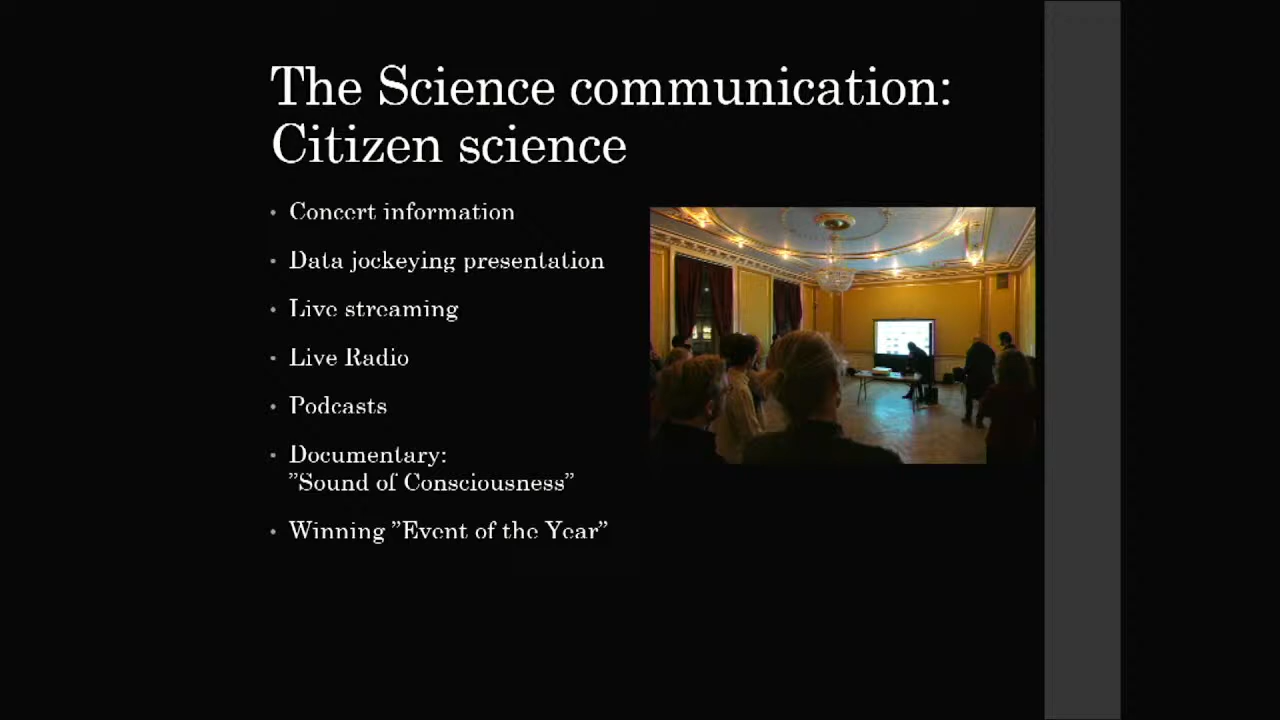 The Science communication:
Citizen science
• Concert information
• Data jockeying presentation
• Live streaming
• Live Radio
• Podcasts
• Documentary:
”Sound of Consciousness”
• Winning ”Event of the Year”